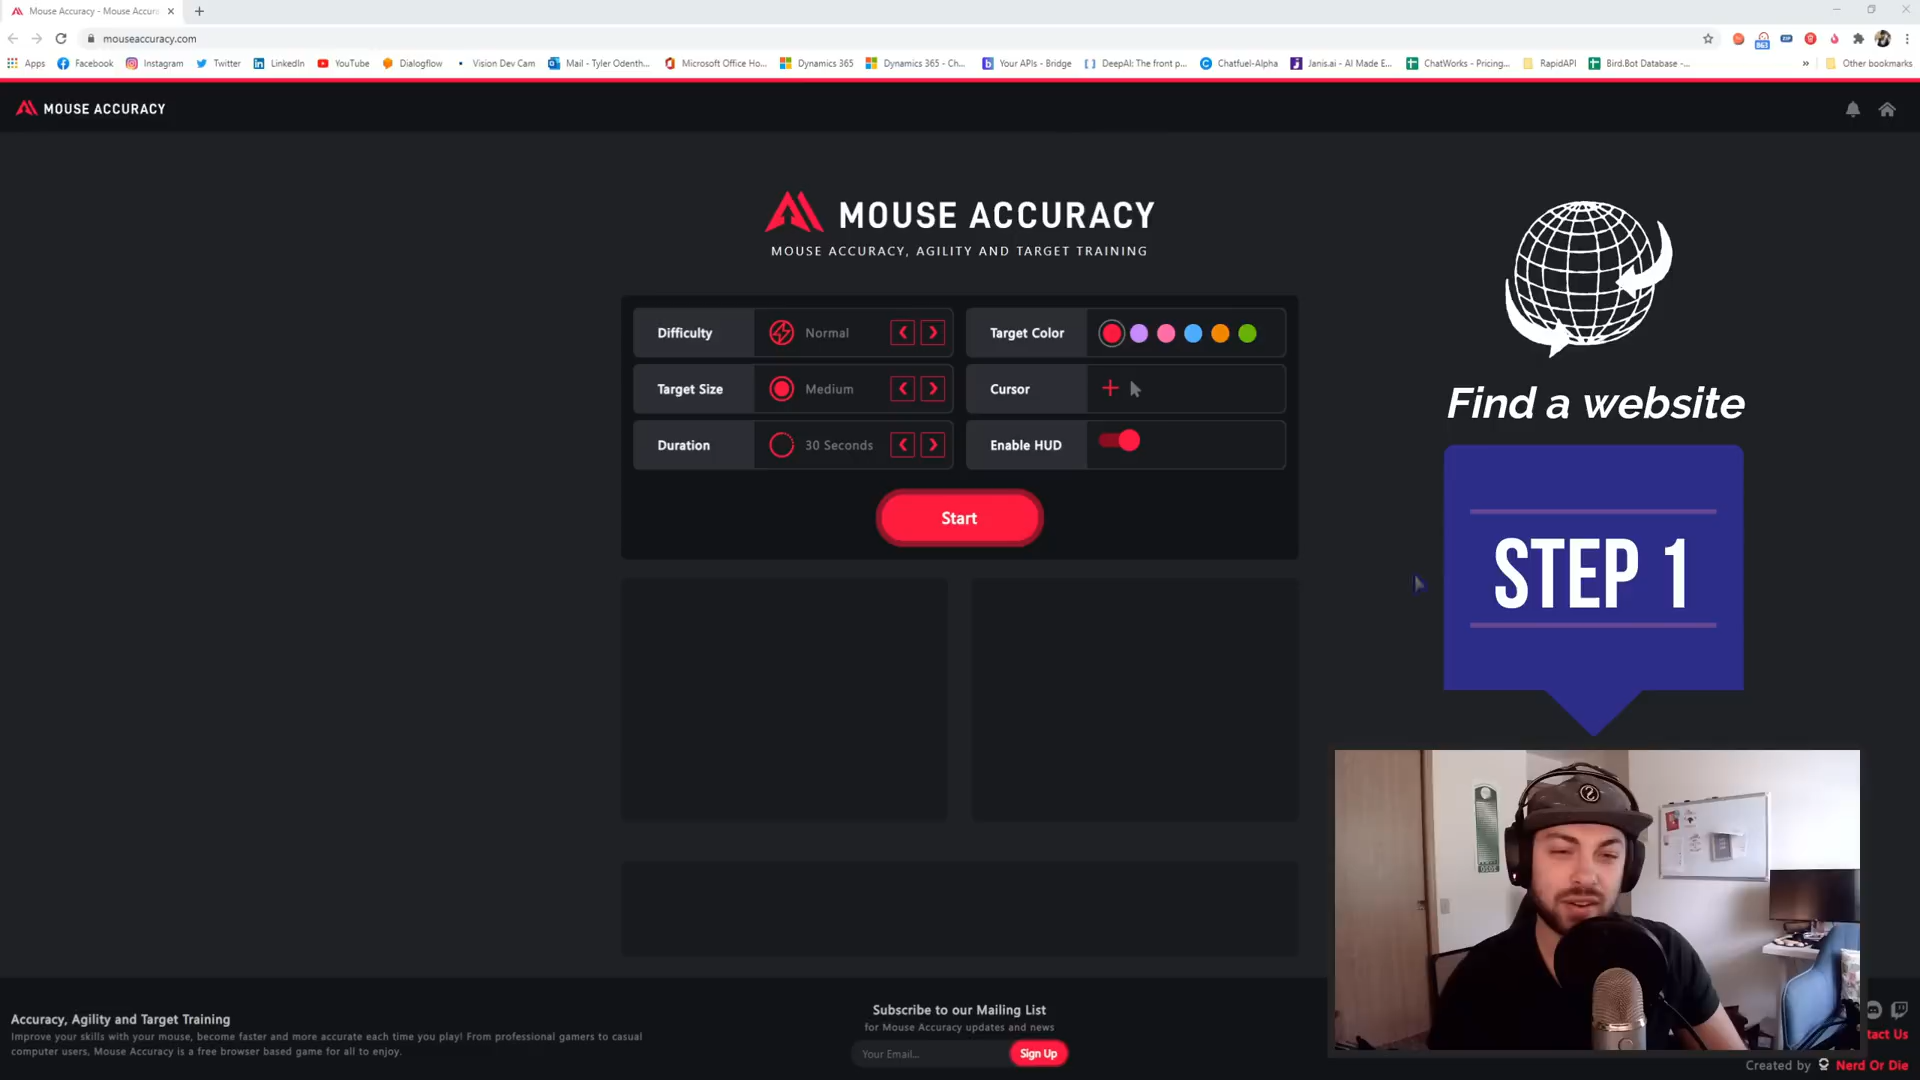 Mouse Accuracy - Mouse Accura
mouseaccuracy.com
Apps Facebook Instagram Twitter LinkedIn YouTube Dialogflow Vision Dev Cam Mail - Tyler Odenth... Microsoft Office Ho... Dynamics 365 Dynamics 365 - Ch... Your APIs - Bridge DeepAI: The front p... Chatfuel-Alpha Janis.ai - AI Made E... ChatWorks - Pricing... RapidAPI Bird.Bot Database -... » Other bookmarks
MOUSE ACCURACY
MOUSE ACCURACY
MOUSE ACCURACY, AGILITY AND TARGET TRAINING
Difficulty Normal Target Color
Target Size Medium Cursor
Duration 30 Seconds Enable HUD
Start
Find a website
STEP 1
Accuracy, Agility and Target Training
Improve your skills with your mouse, become faster and more accurate each time you play! From professional gamers to casual
computer users, Mouse Accuracy is a free browser based game for all to enjoy.
Subscribe to our Mailing List
for Mouse Accuracy updates and news
Your Email... Sign Up
tact Us
Created by Nerd Or Die